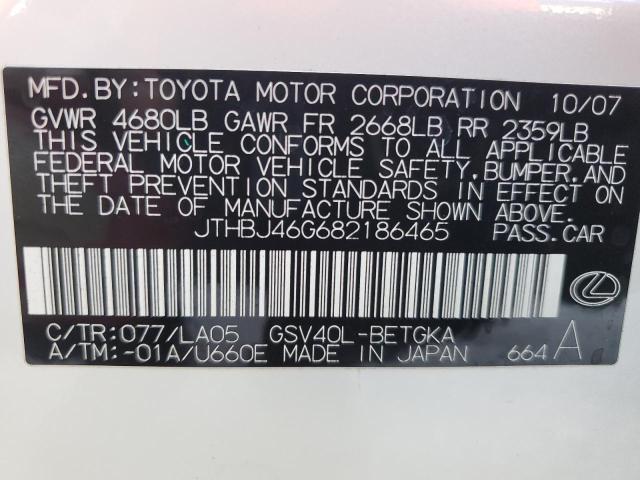 MFD.BY:TOYOTA MOTOR CORPORATION 10/07
GVWR 4680LB GAWR FR 2668LB RR 2359LB
THIS VEHICLE CONFORMS TO ALL APPLICABLE
FEDERAL MOTOR VEHICLE SAFETY,BUMPER,AND
THEFT PREVENTION STANDARDS IN EFFECT ON
THE DATE OF MANUFACTURE SHOWN ABOVE.
JTHBJ46G682186465 PASS.CAR
C/TR:077/LA05 GSV40L-BETGKA
A/TM:-01A/U660E MADE IN JAPAN 664 A